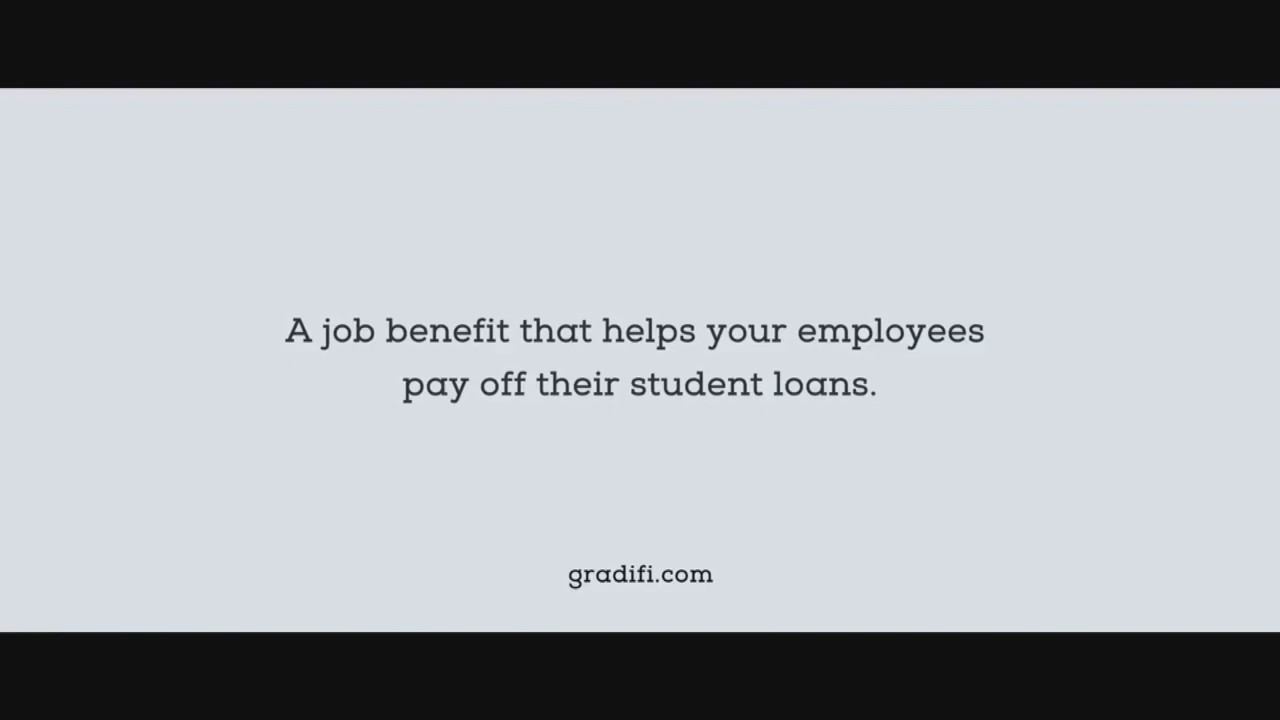 A job benefit that helps your employees
pay off their student loans.
gradifi.com